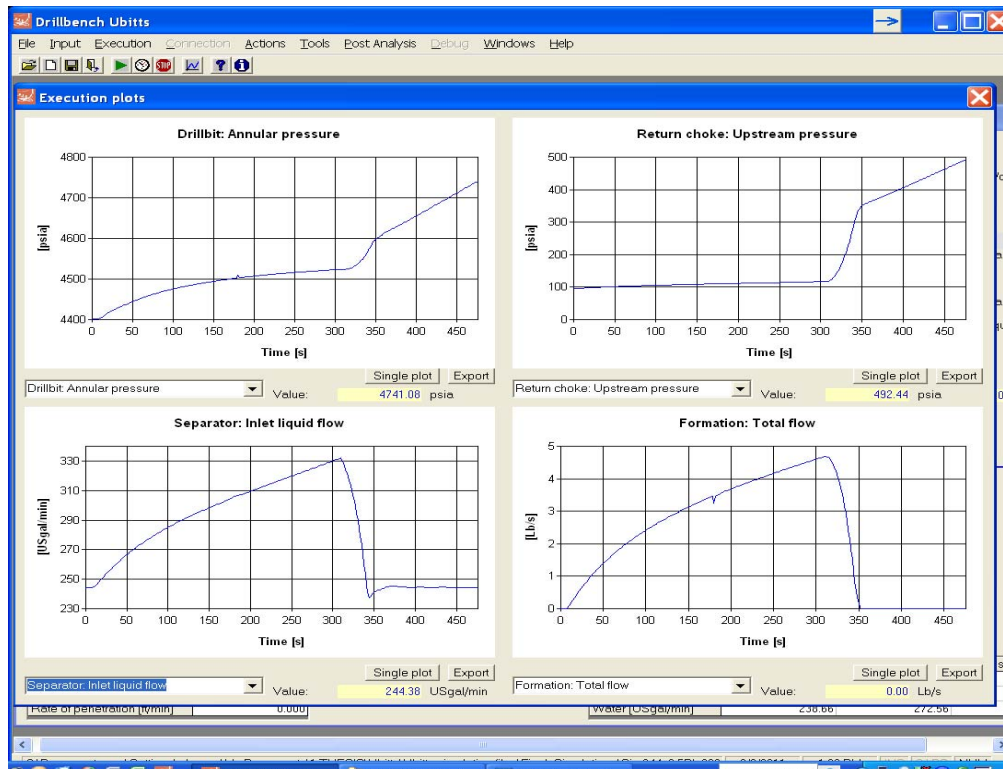 Drillbench Ubitts
File Input Execution Connection Actions Tools Post Analysis Debug Windows Help
Execution plots
Drillbit: Annular pressure
4800
4700
4600
4500
4400
[psia]
0 50 100 150 200 250 300 350 400 450
Time [s]
Single plot Export
Drillbit: Annular pressure Value: 4741.08 psia
Return choke: Upstream pressure
500
400
300
200
100
0
[psia]
0 50 100 150 200 250 300 350 400 450
Time [s]
Single plot Export
Return choke: Upstream pressure Value: 492.44 psia
Separator: Inlet liquid flow
330
310
290
270
250
230
[USgal/min]
0 50 100 150 200 250 300 350 400 450
Time [s]
Single plot Export
Separator: Inlet liquid flow Value: 244.38 USgal/min
Formation: Total flow
5
4
3
2
1
0
[Lb/s]
0 50 100 150 200 250 300 350 400 450
Time [s]
Single plot Export
Formation: Total flow Value: 0.00 Lb/s
Rate of penetration [ft/min] 0.000 Water [USgal/min] 238.66 272.56